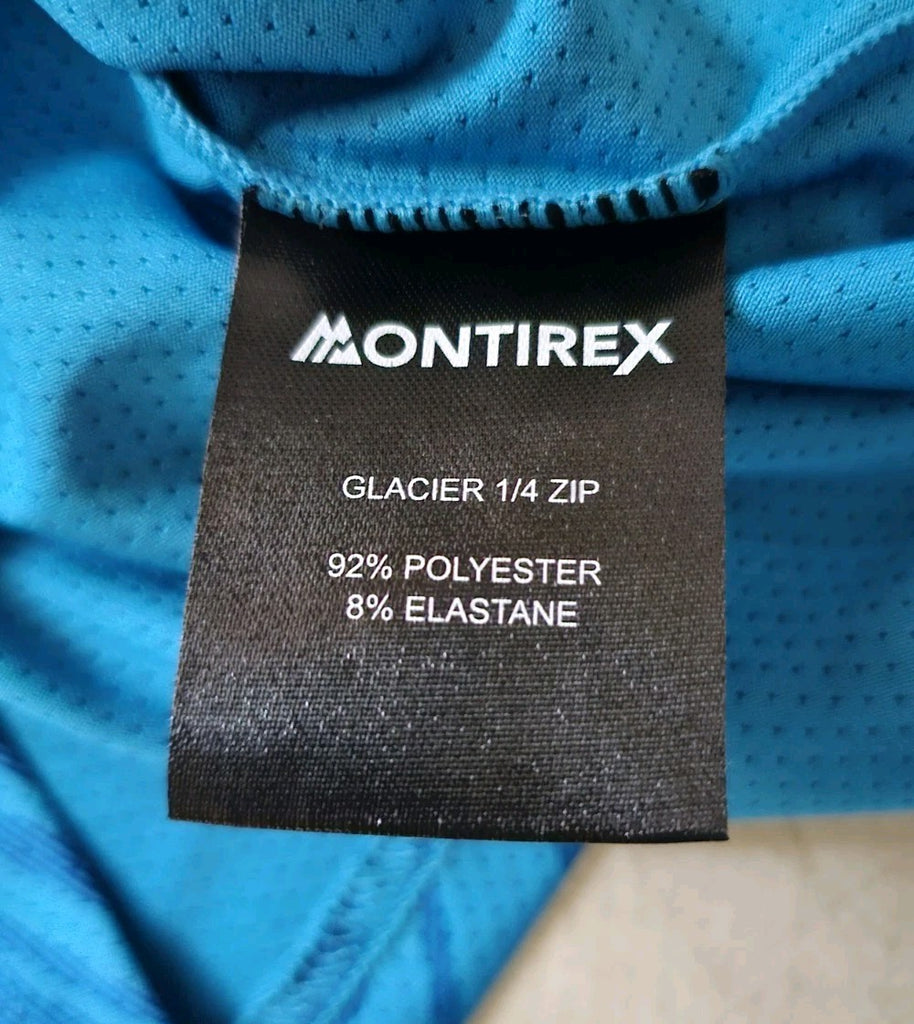 MONTIREX
GLACIER 1/4 ZIP
92% POLYESTER
8% ELASTANE